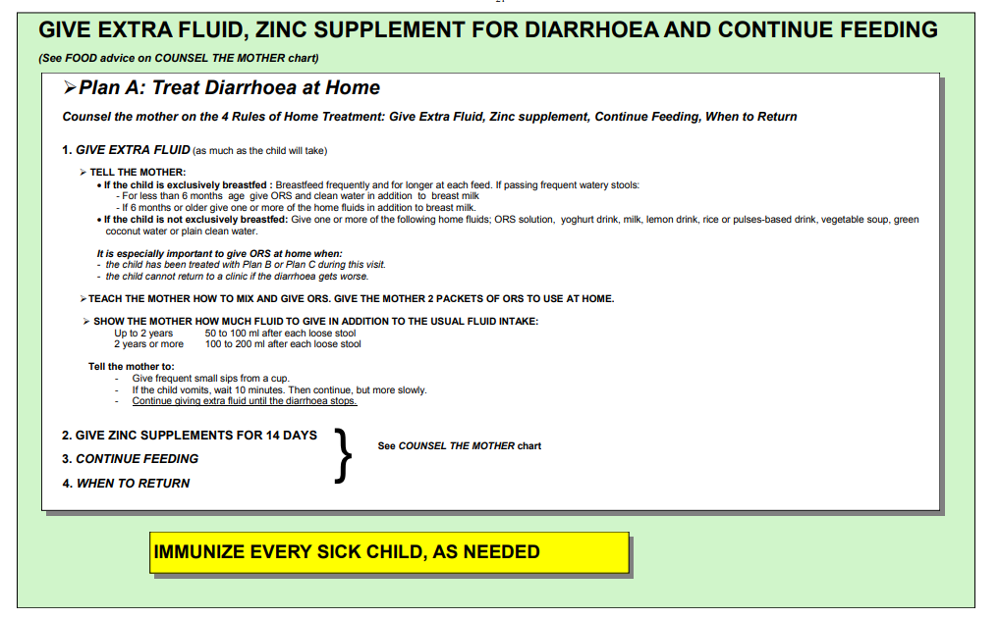 GIVE EXTRA FLUID, ZINC SUPPLEMENT FOR DIARRHOEA AND CONTINUE FEEDING
(See FOOD advice on COUNSEL THE MOTHER chart)
➢Plan A: Treat Diarrhoea at Home
Counsel the mother on the 4 Rules of Home Treatment: Give Extra Fluid, Zinc supplement, Continue Feeding, When to Return
1. GIVE EXTRA FLUID (as much as the child will take)
➢ TELL THE MOTHER:
• If the child is exclusively breastfed : Breastfeed frequently and for longer at each feed. If passing frequent watery stools:
- For less than 6 months age give ORS and clean water in addition to breast milk
- If 6 months or older give one or more of the home fluids in addition to breast milk.
• If the child is not exclusively breastfed: Give one or more of the following home fluids; ORS solution, yoghurt drink, milk, lemon drink, rice or pulses-based drink, vegetable soup, green
coconut water or plain clean water.
It is especially important to give ORS at home when:
- the child has been treated with Plan B or Plan C during this visit.
- the child cannot return to a clinic if the diarrhoea gets worse.
➢TEACH THE MOTHER HOW TO MIX AND GIVE ORS. GIVE THE MOTHER 2 PACKETS OF ORS TO USE AT HOME.
➢ SHOW THE MOTHER HOW MUCH FLUID TO GIVE IN ADDITION TO THE USUAL FLUID INTAKE:
Up to 2 years 50 to 100 ml after each loose stool
2 years or more 100 to 200 ml after each loose stool
Tell the mother to:
- Give frequent small sips from a cup.
- If the child vomits, wait 10 minutes. Then continue, but more slowly.
- Continue giving extra fluid until the diarrhoea stops.
2. GIVE ZINC SUPPLEMENTS FOR 14 DAYS
3. CONTINUE FEEDING
4. WHEN TO RETURN
} See COUNSEL THE MOTHER chart
IMMUNIZE EVERY SICK CHILD, AS NEEDED